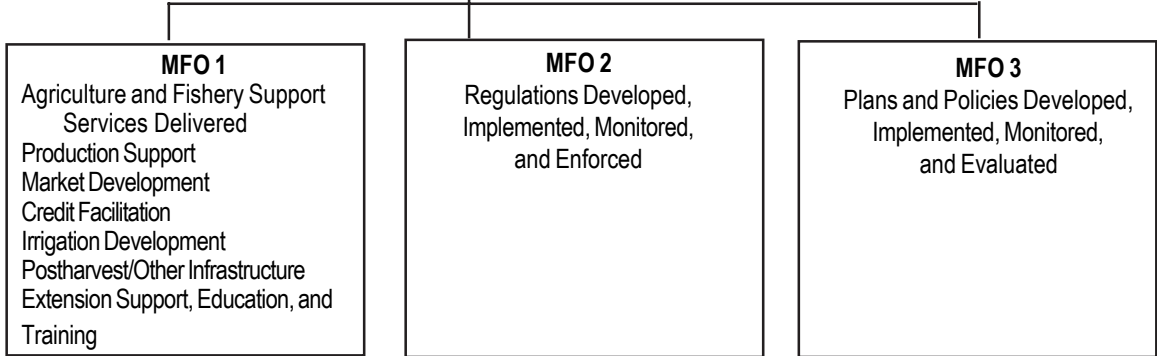 MFO 1
Agriculture and Fishery Support
Services Delivered
Production Support
Market Development
Credit Facilitation
Irrigation Development
Postharvest/Other Infrastructure
Extension Support, Education, and
Training
MFO 2
Regulations Developed,
Implemented, Monitored,
and Enforced
MFO 3
Plans and Policies Developed,
Implemented, Monitored,
and Evaluated